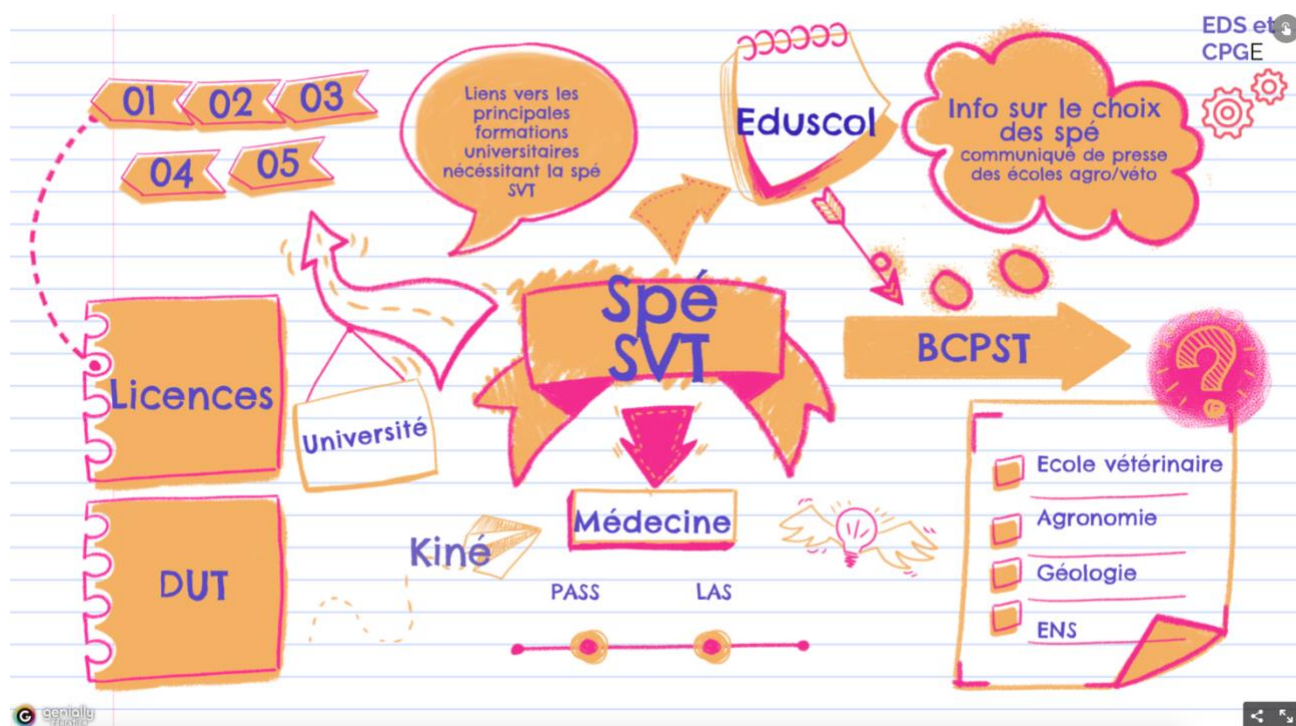 EDS et
CPGE
01 02 03
04 05
Liens vers les
principales
formations
universitaires
nécéssitant la spé
SVT
Eduscol
Info sur le choix
des spé
communiqué de presse
des écoles agro/véto
Spé
SVT
BCPST
?
Licences
Université
Médecine
Kiné
PASS LAS
DUT
Ecole vétérinaire
Agronomie
Géologie
ENS
G genially